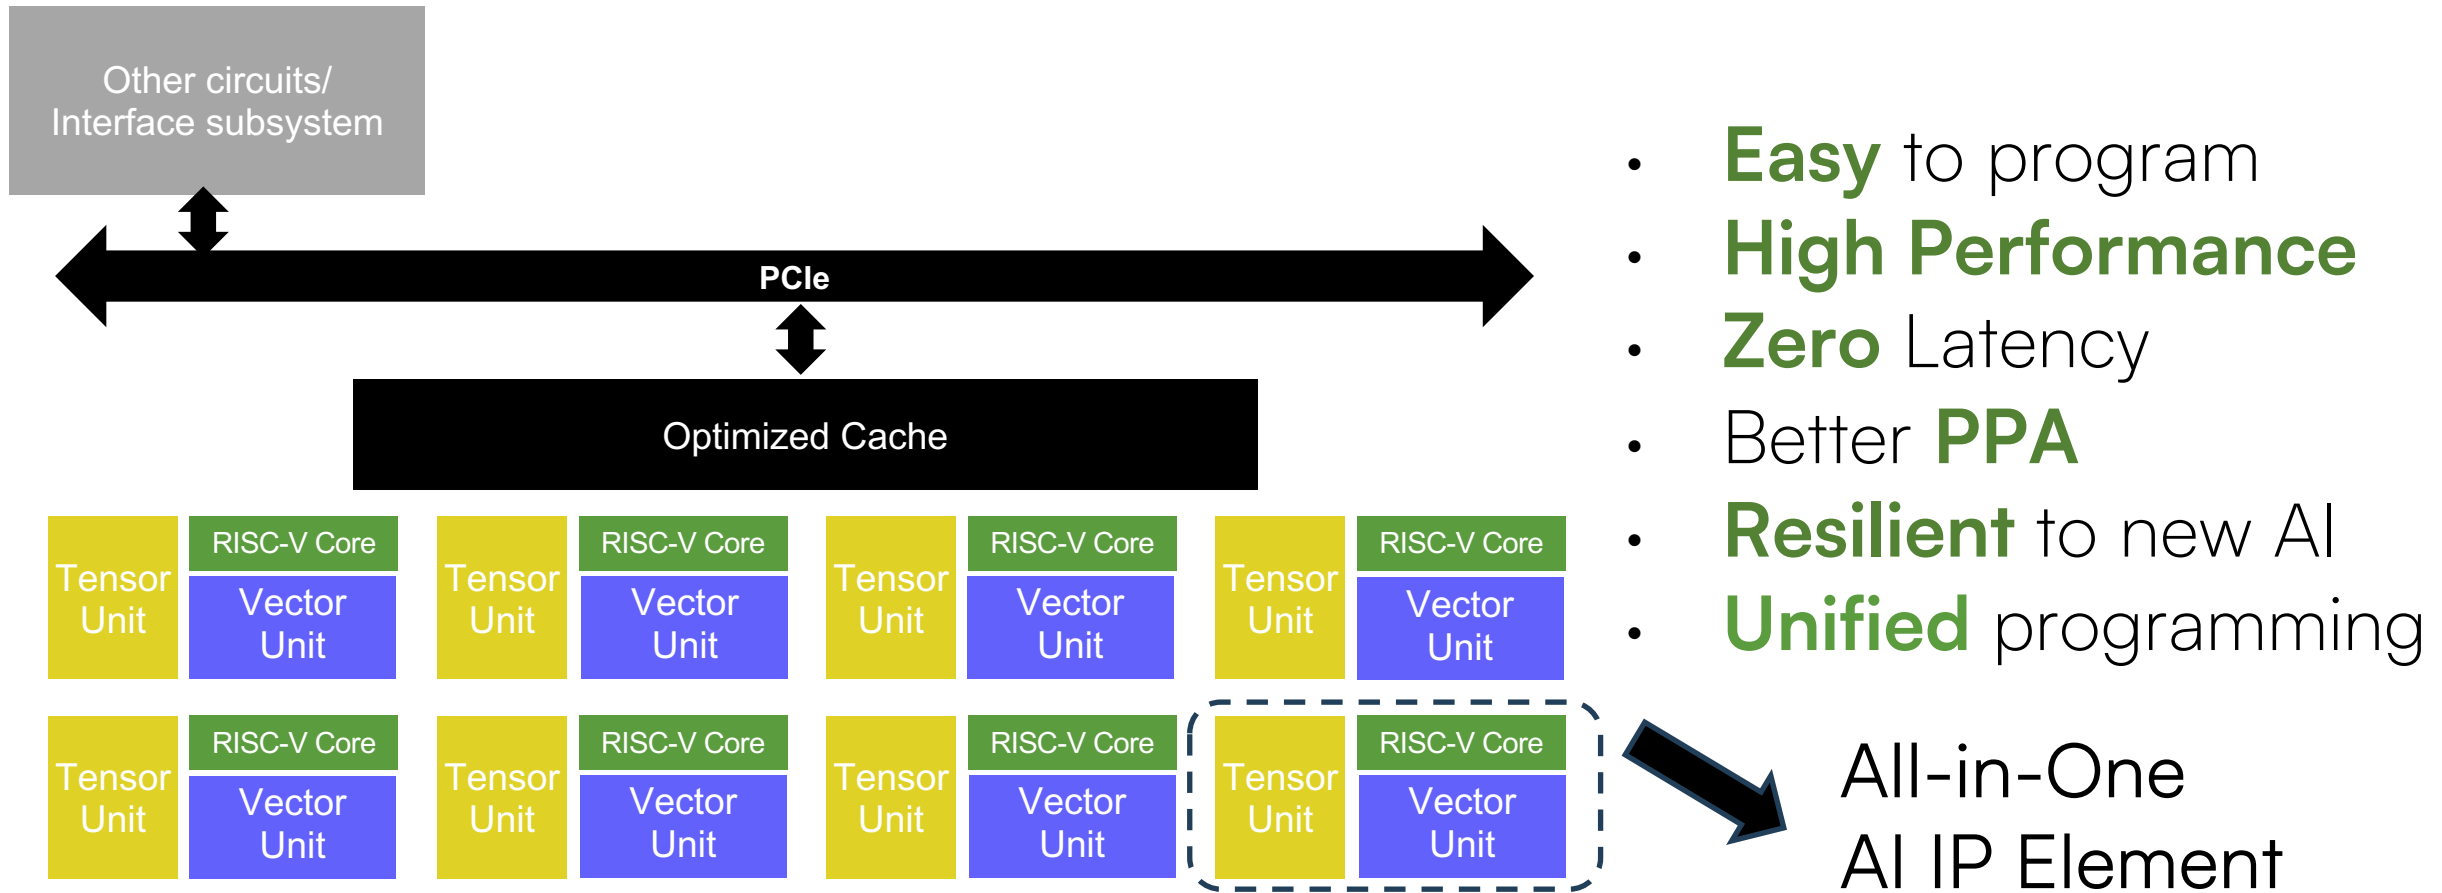 Other circuits/
Interface subsystem
PCIe
Optimized Cache
Tensor
Unit
RISC-V Core
Vector
Unit
Tensor
Unit
RISC-V Core
Vector
Unit
Tensor
Unit
RISC-V Core
Vector
Unit
Tensor
Unit
RISC-V Core
Vector
Unit
Tensor
Unit
RISC-V Core
Vector
Unit
Tensor
Unit
RISC-V Core
Vector
Unit
Tensor
Unit
RISC-V Core
Vector
Unit
Tensor
Unit
RISC-V Core
Vector
Unit
• Easy to program
• High Performance
• Zero Latency
• Better PPA
• Resilient to new AI
• Unified programming
All-in-One
AI IP Element